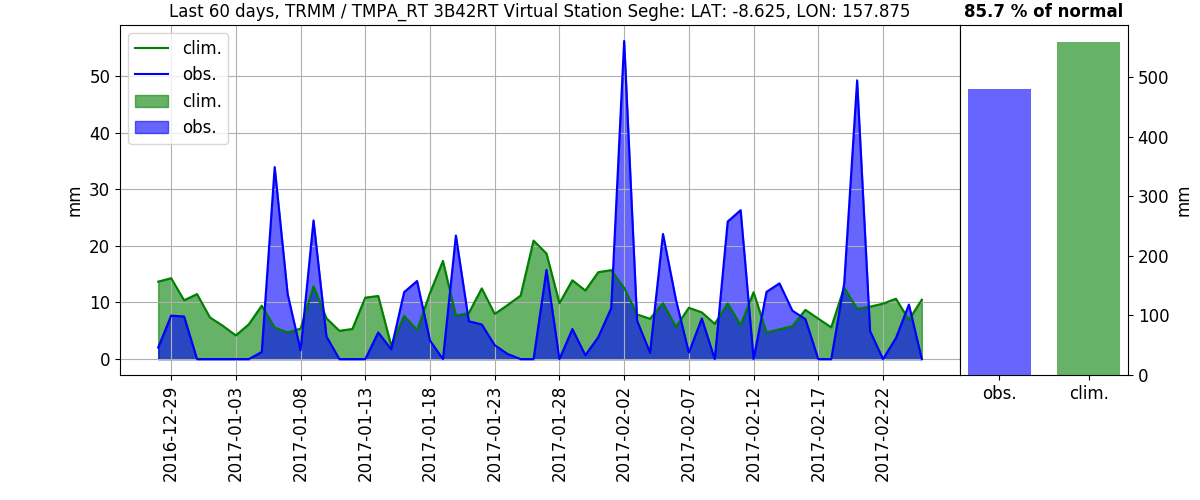 Last 60 days, TRMM / TMPA_RT 3B42RT Virtual Station Seghe: LAT: -8.625, LON: 157.875
85.7 % of normal
clim.
obs.
clim.
obs.
mm
50
40
30
20
10
0
2016-12-29
2017-01-03
2017-01-08
2017-01-13
2017-01-18
2017-01-23
2017-01-28
2017-02-02
2017-02-07
2017-02-12
2017-02-17
2017-02-22
obs.
clim.
500
400
300
200
100
0
mm